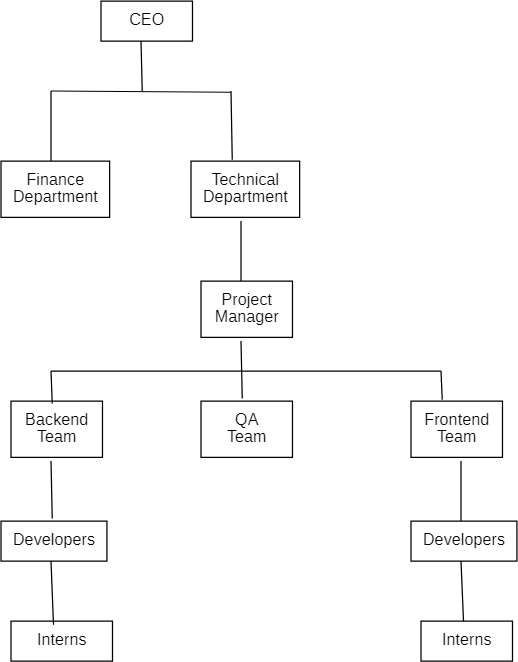 CEO
Finance
Department
Technical
Department
Project
Manager
Backend
Team
QA
Team
Frontend
Team
Developers
Developers
Interns
Interns